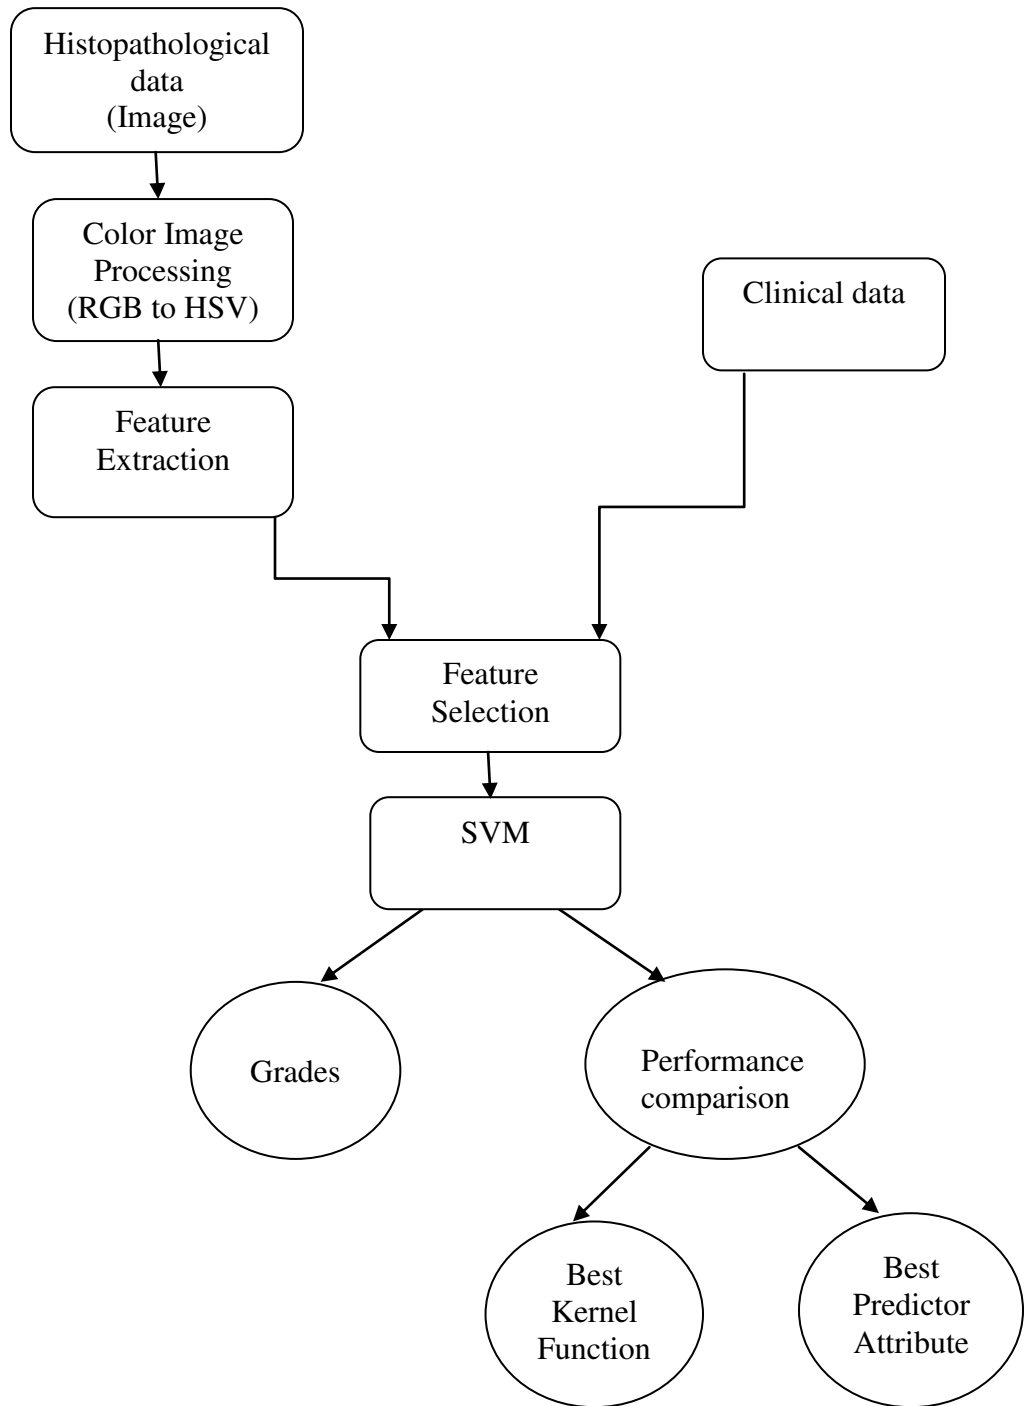 Histopathological
data
(Image)
Color Image
Processing
(RGB to HSV)
Clinical data
Feature
Extraction
Feature
Selection
SVM
Grades
Performance
comparison
Best
Kernel
Function
Best
Predictor
Attribute